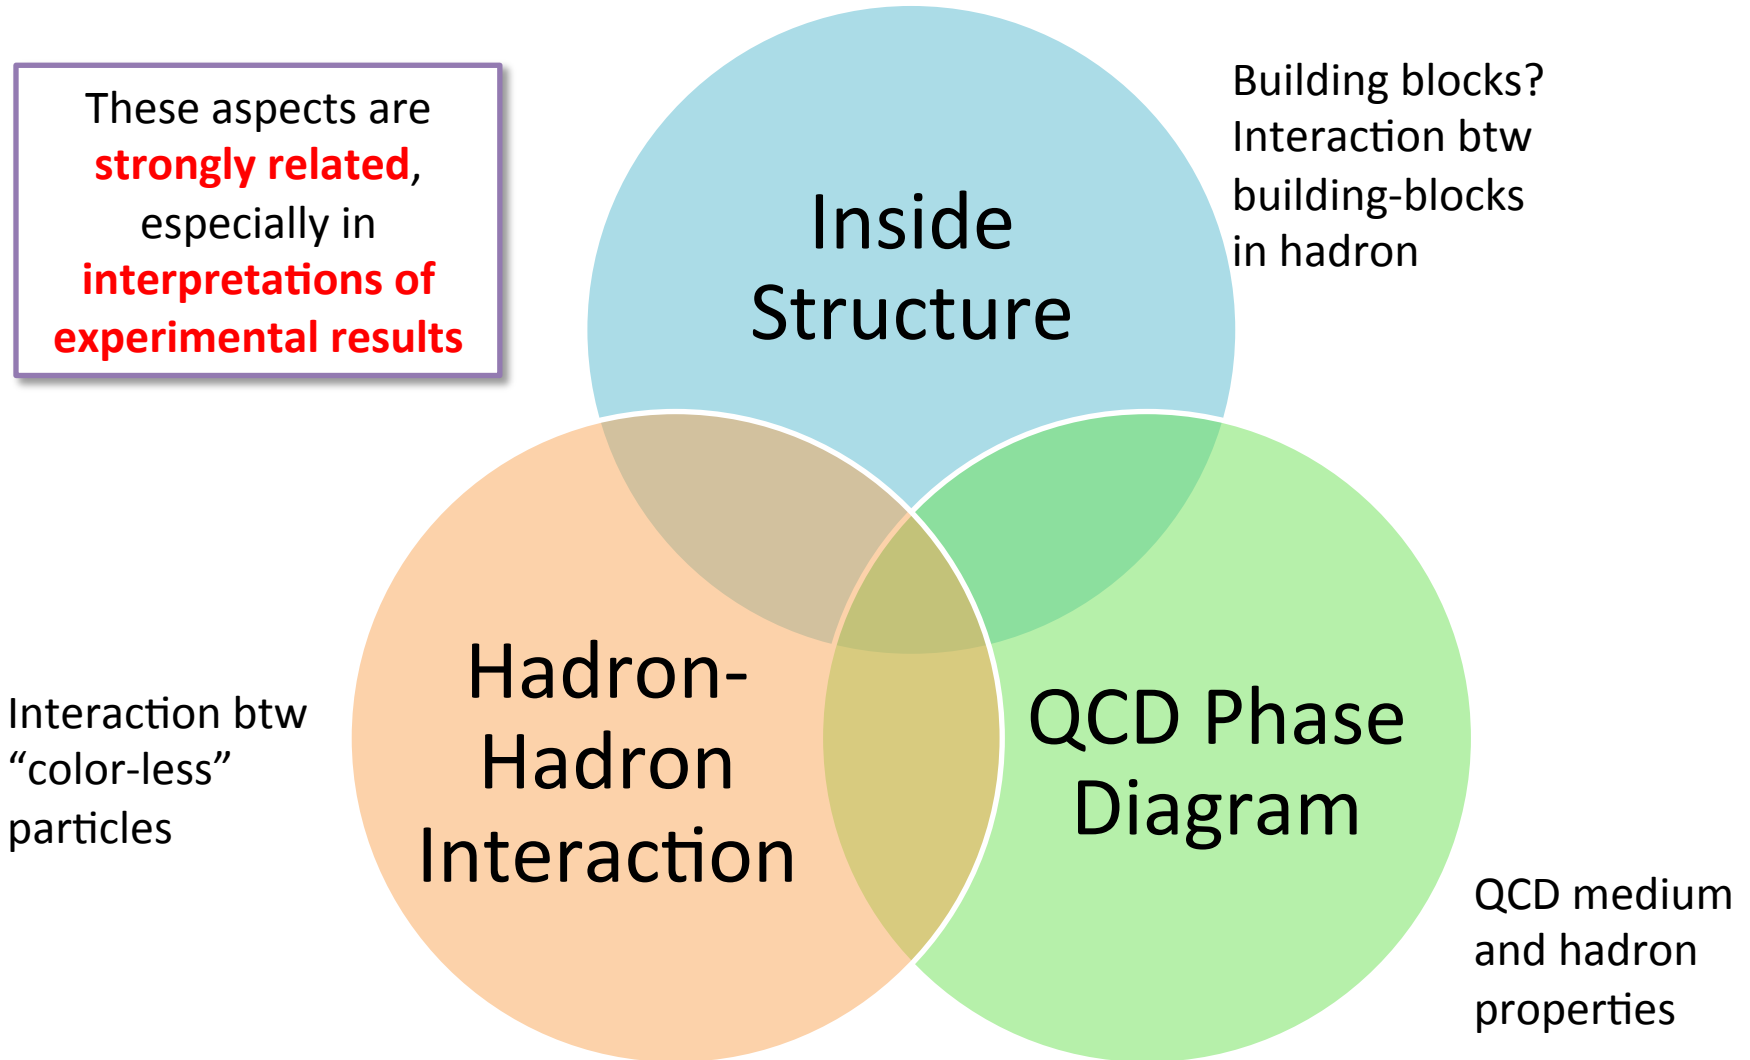 These aspects are
strongly related,
especially in
interpretations of
experimental results
Building blocks?
Interaction btw
building-blocks
in hadron
Inside
Structure
Hadron-
Hadron
Interaction
QCD Phase
Diagram
Interaction btw
“color-less”
particles
QCD medium
and hadron
properties